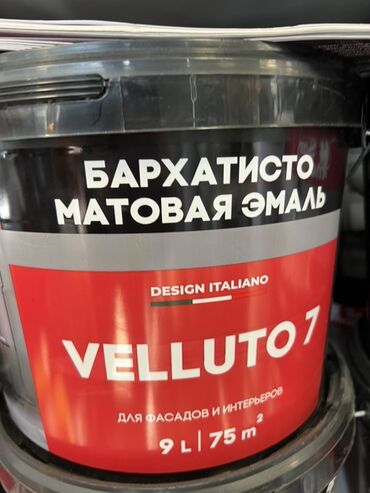 БАРХАТИСТО
МАТОВАЯ ЭМАЛЬ
DESIGN ITALIANO
VELLUTO 7
ДЛЯ ФАСАДОВ И ИНТЕРЬЕРОВ
9 L | 75 m²